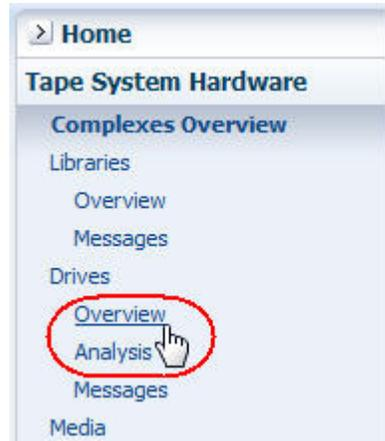 Home
Tape System Hardware
Complexes Overview
Libraries
Overview
Messages
Drives
Overview
Analysis
Messages
Media